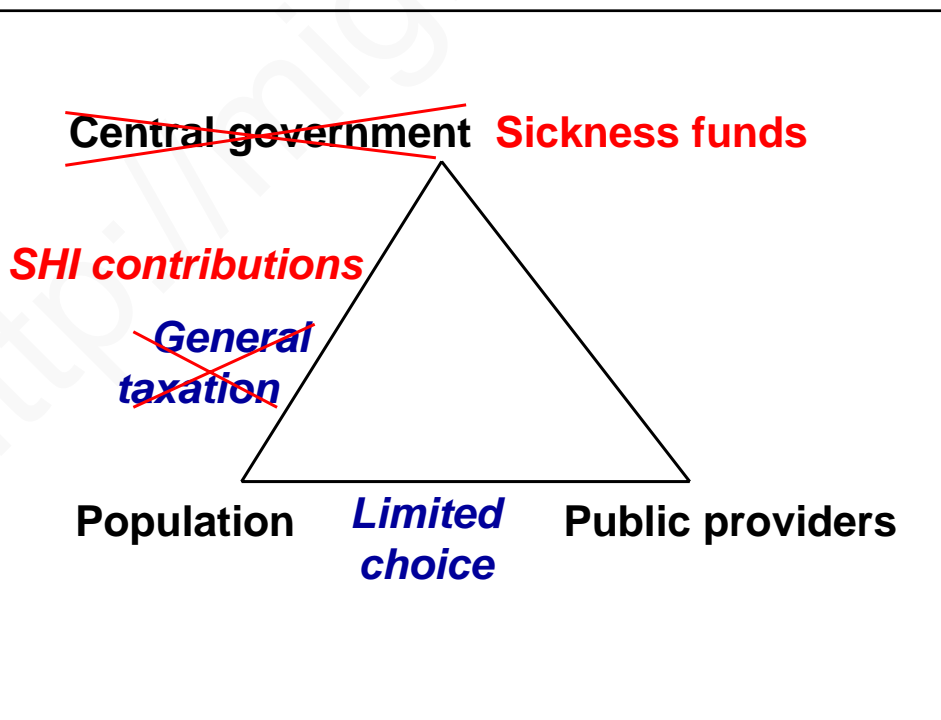 Central government Sickness funds
SHI contributions
General
taxation
Population Limited Public providers
choice